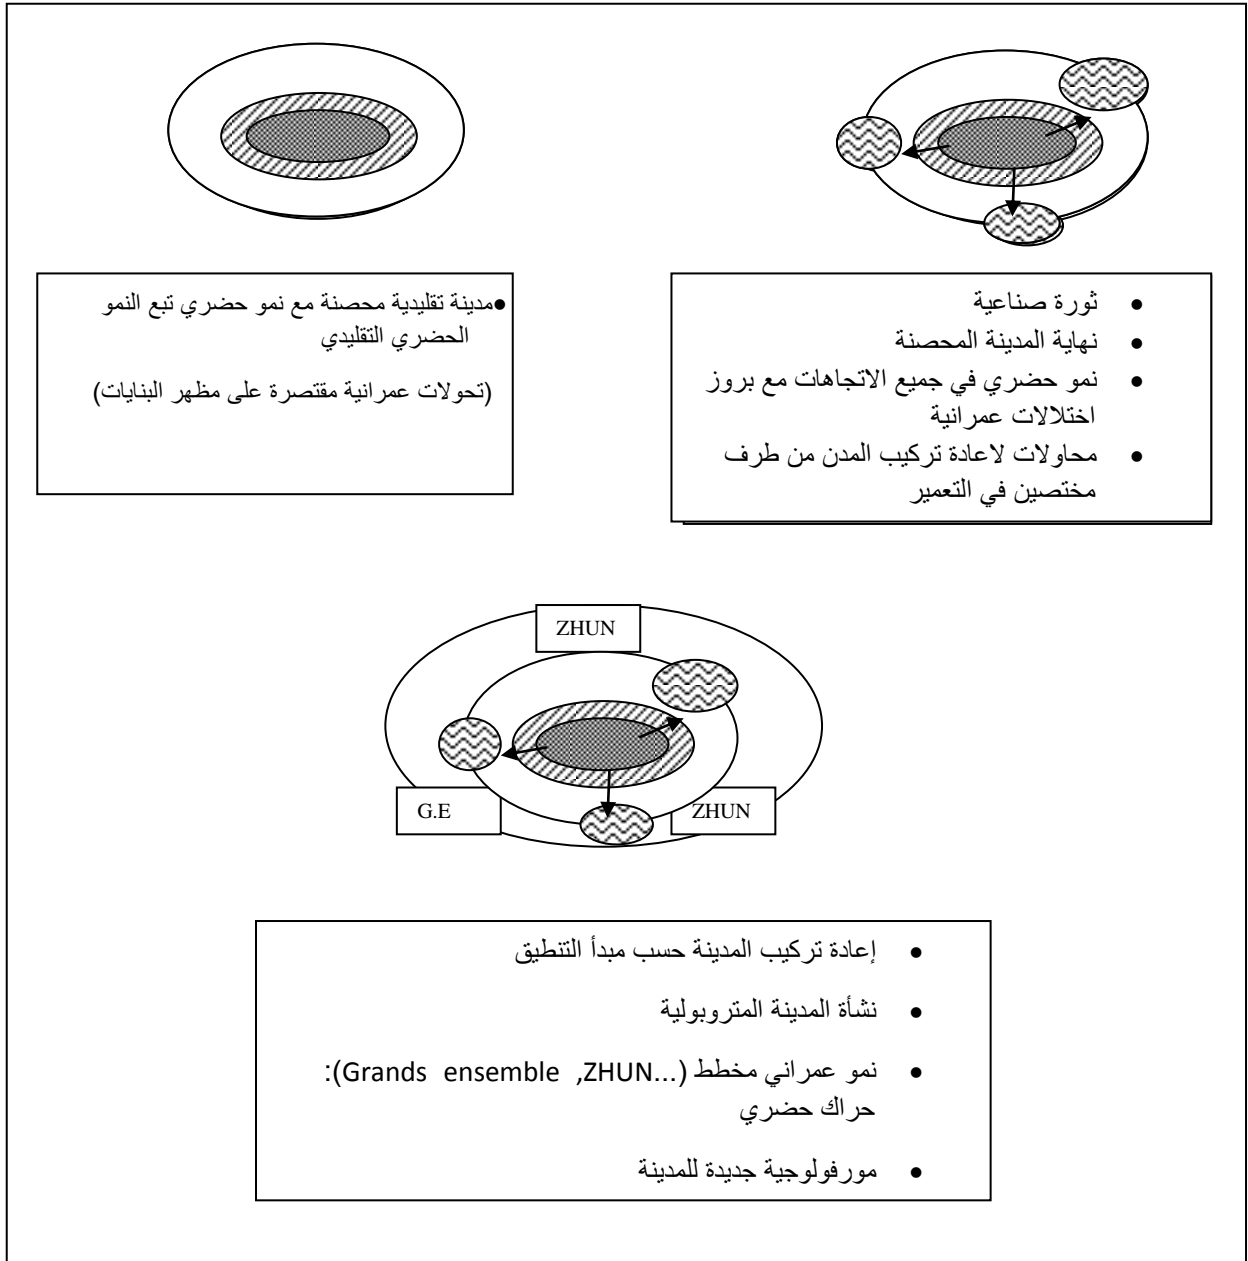 •مدينة تقليدية محصنة مع نمو حضري تبع النمو
الحضري التقليدي
(تحولات عمرانية مقتصرة على مظهر البنايات)
• ثورة صناعية
• نهاية المدينة المحصنة
• نمو حضري في جميع الاتجاهات مع بروز
اختلالات عمرانية
• محاولات لاعادة تركيب المدن من طرف
مختصين في التعمير
ZHUN
G.E
ZHUN
• إعادة تركيب المدينة حسب مبدأ التنطيق
• نشأة المدينة المتروبولية
• نمو عمراني مخطط (Grands ensemble ,ZHUN...):
حراك حضري
• مورفولوجية جديدة للمدينة